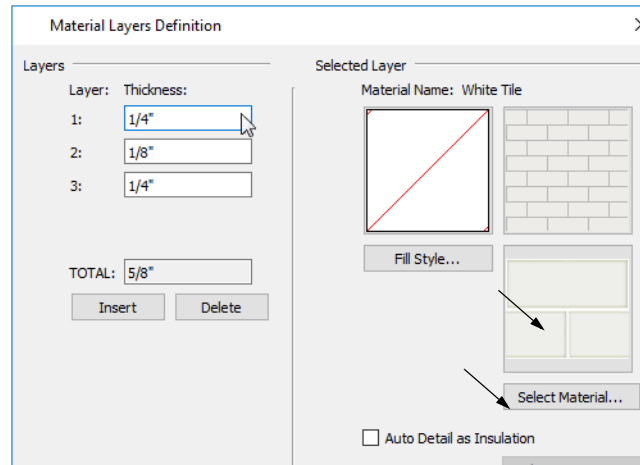 Material Layers Definition
Layers
Layer: Thickness:
1: 1/4"
2: 1/8"
3: 1/4"
TOTAL: 5/8"
Insert Delete
Selected Layer
Material Name: White Tile
Fill Style...
Select Material...
Auto Detail as Insulation